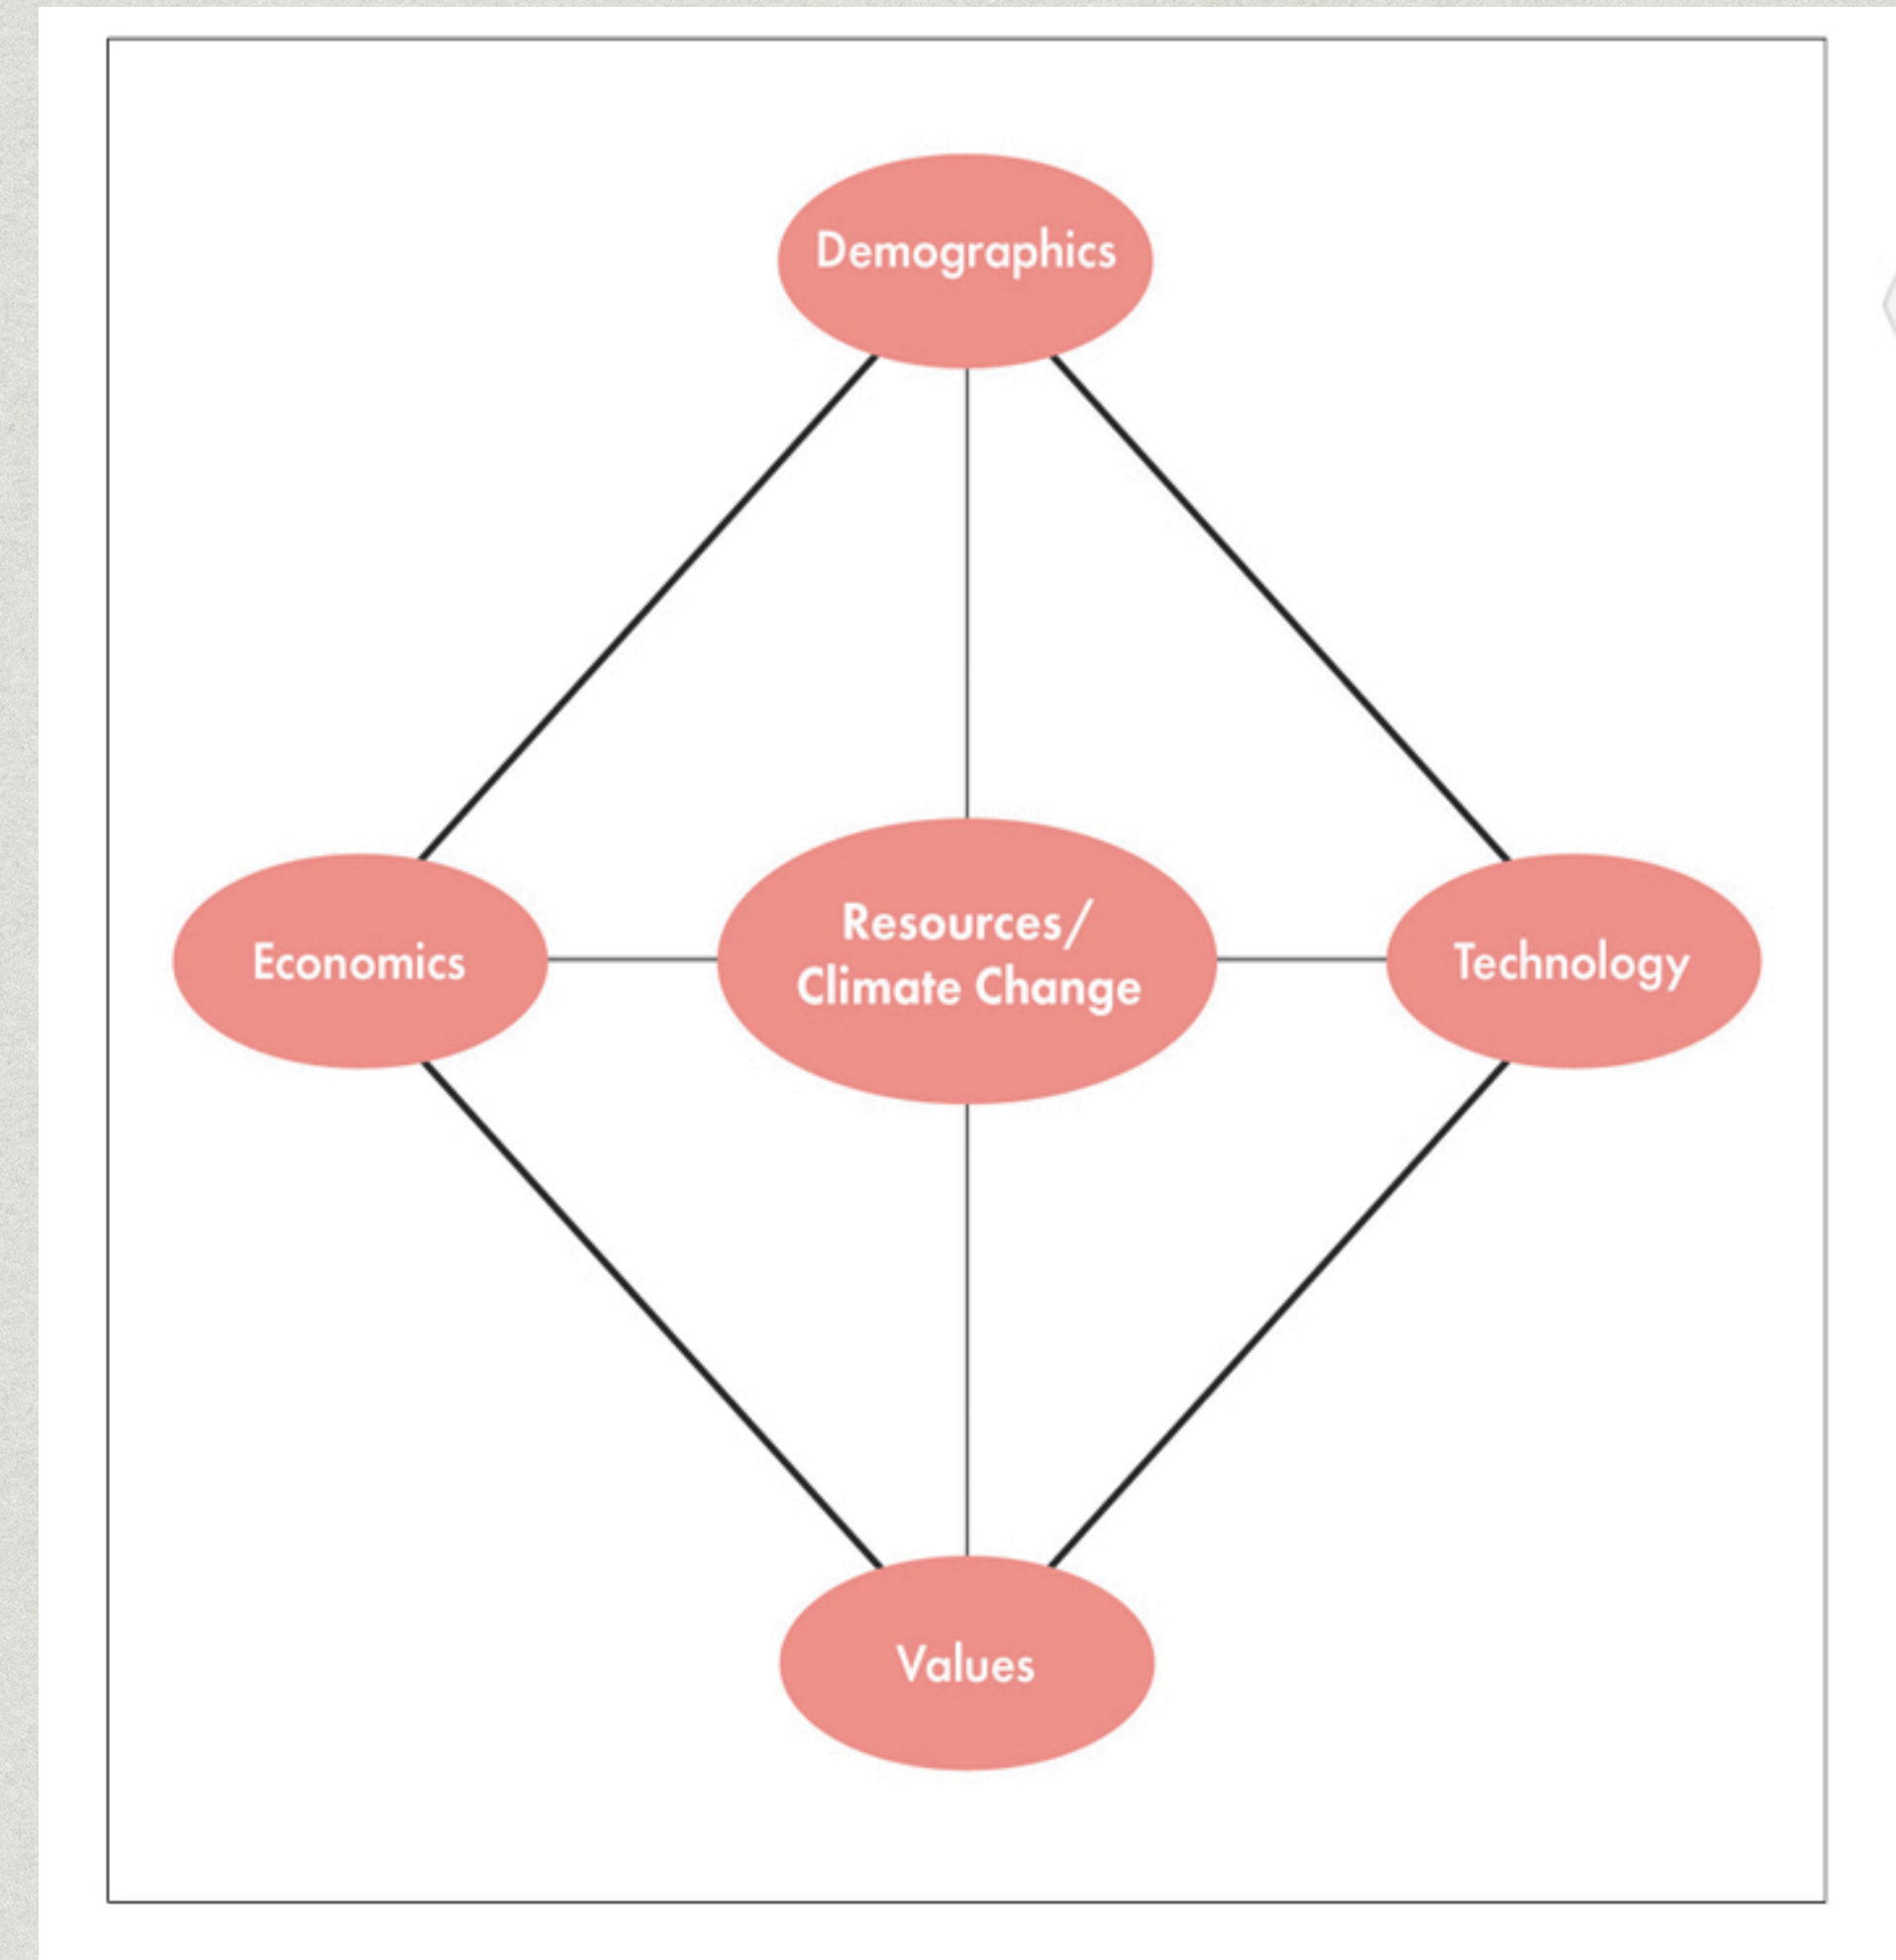 Demographics
Economics
Resources/
Climate Change
Technology
Values